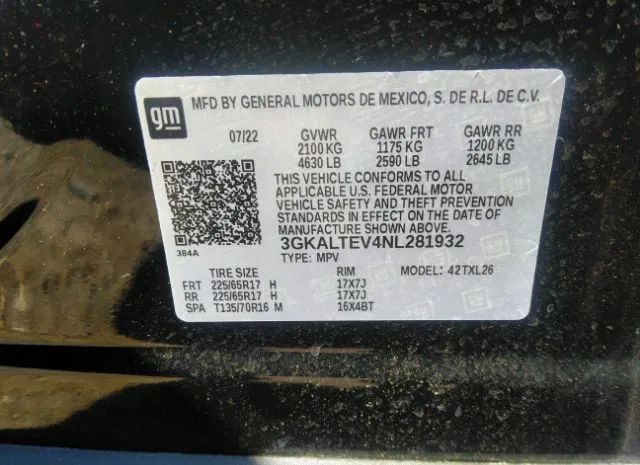 gm
MFD BY GENERAL MOTORS DE MEXICO, S. DE R.L. DE C.V.
07/22 GVWR GAWR FRT GAWR RR
2100 KG 1175 KG 1200 KG
4630 LB 2590 LB 2645 LB
THIS VEHICLE CONFORMS TO ALL
APPLICABLE U.S. FEDERAL MOTOR
VEHICLE SAFETY AND THEFT PREVENTION
STANDARDS IN EFFECT ON THE DATE OF
MANUFACTURE SHOWN ABOVE.
384A 3GKALTEV4NL281932
TYPE: MPV MODEL: 42TXL26
TIRE SIZE RIM
FRT 225/65R17 H 17X7J
RR 225/65R17 H 17X7J
SPA T135/70R16 M 16X4BT